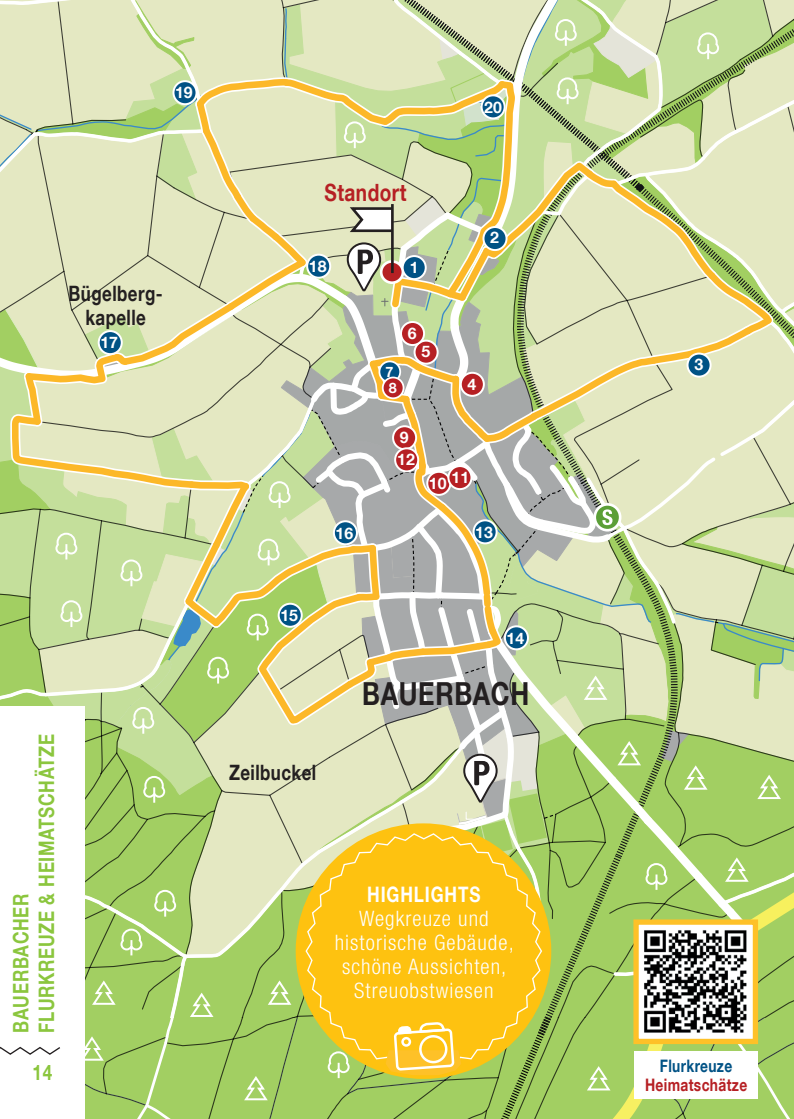 19
20
Standort
2
P
1
18
Bügelberg-
kapelle
17
6
5
3
7
8
4
9
12
10
11
S
16
13
15
14
BAUERBACH
Zeilbuckel
P
HIGHLIGHTS
Wegkreuze und
historische Gebäude,
schöne Aussichten,
Streuobstwiesen
BAUERBACHER
FLURKREUZE & HEIMATSCHÄTZE
14
Flurkreuze
Heimatschätze